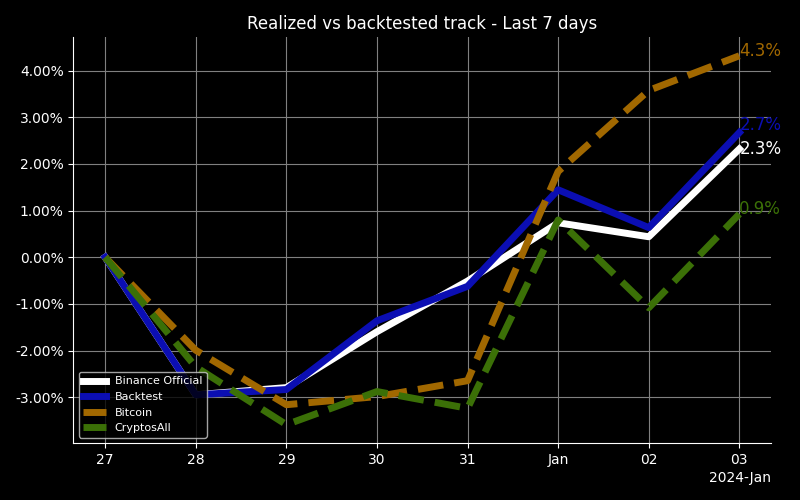 Realized vs backtested track - Last 7 days
4.00%
3.00%
2.00%
1.00%
0.00%
-1.00%
-2.00%
-3.00%
4.3%
2.7%
2.3%
0.9%
Binance Official
Backtest
Bitcoin
CryptosAll
27 28 29 30 31 Jan 02 03
2024-Jan